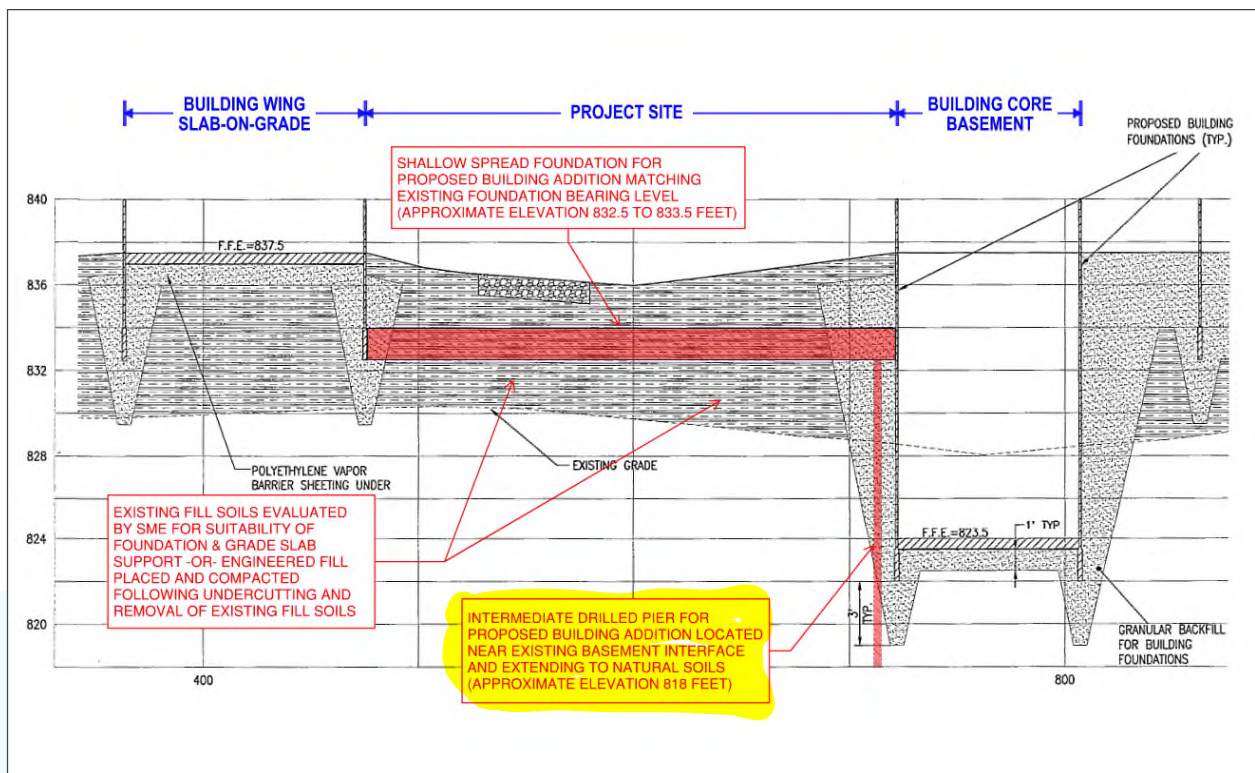 BUILDING WING
SLAB-ON-GRADE
PROJECT SITE
BUILDING CORE
BASEMENT
PROPOSED BUILDING
FOUNDATIONS (TYP.)
SHALLOW SPREAD FOUNDATION FOR
PROPOSED BUILDING ADDITION MATCHING
EXISTING FOUNDATION BEARING LEVEL
(APPROXIMATE ELEVATION 832.5 TO 833.5 FEET)
840
F.F.E.=837.5
836
832
828
EXISTING GRADE
POLYETHYLENE VAPOR
BARRIER SHEETING UNDER
EXISTING FILL SOILS EVALUATED
BY SME FOR SUITABILITY OF
FOUNDATION & GRADE SLAB
SUPPORT -OR- ENGINEERED FILL
PLACED AND COMPACTED
FOLLOWING UNDERCUTTING AND
REMOVAL OF EXISTING FILL SOILS
824
F.F.E.=823.5
1' TYP
820
3'
TYP
INTERMEDIATE DRILLED PIER FOR
PROPOSED BUILDING ADDITION LOCATED
NEAR EXISTING BASEMENT INTERFACE
AND EXTENDING TO NATURAL SOILS
(APPROXIMATE ELEVATION 818 FEET)
GRANULAR BACKFILL
FOR BUILDING
FOUNDATIONS
400
800